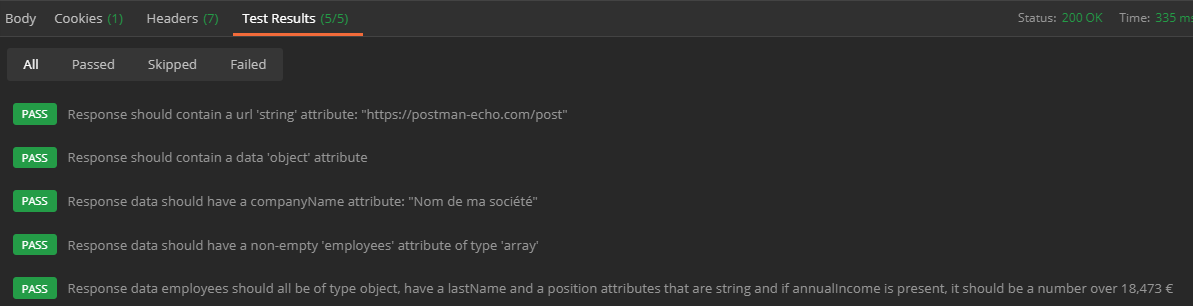 Body Cookies (1) Headers (7) Test Results (5/5) Status: 200 OK Time: 335 ms
All Passed Skipped Failed
PASS Response should contain a url 'string' attribute: "https://postman-echo.com/post"
PASS Response should contain a data 'object' attribute
PASS Response data should have a companyName attribute: "Nom de ma société"
PASS Response data should have a non-empty 'employees' attribute of type 'array'
PASS Response data employees should all be of type object, have a lastName and a position attributes that are string and if annualIncome is present, it should be a number over 18,473 €